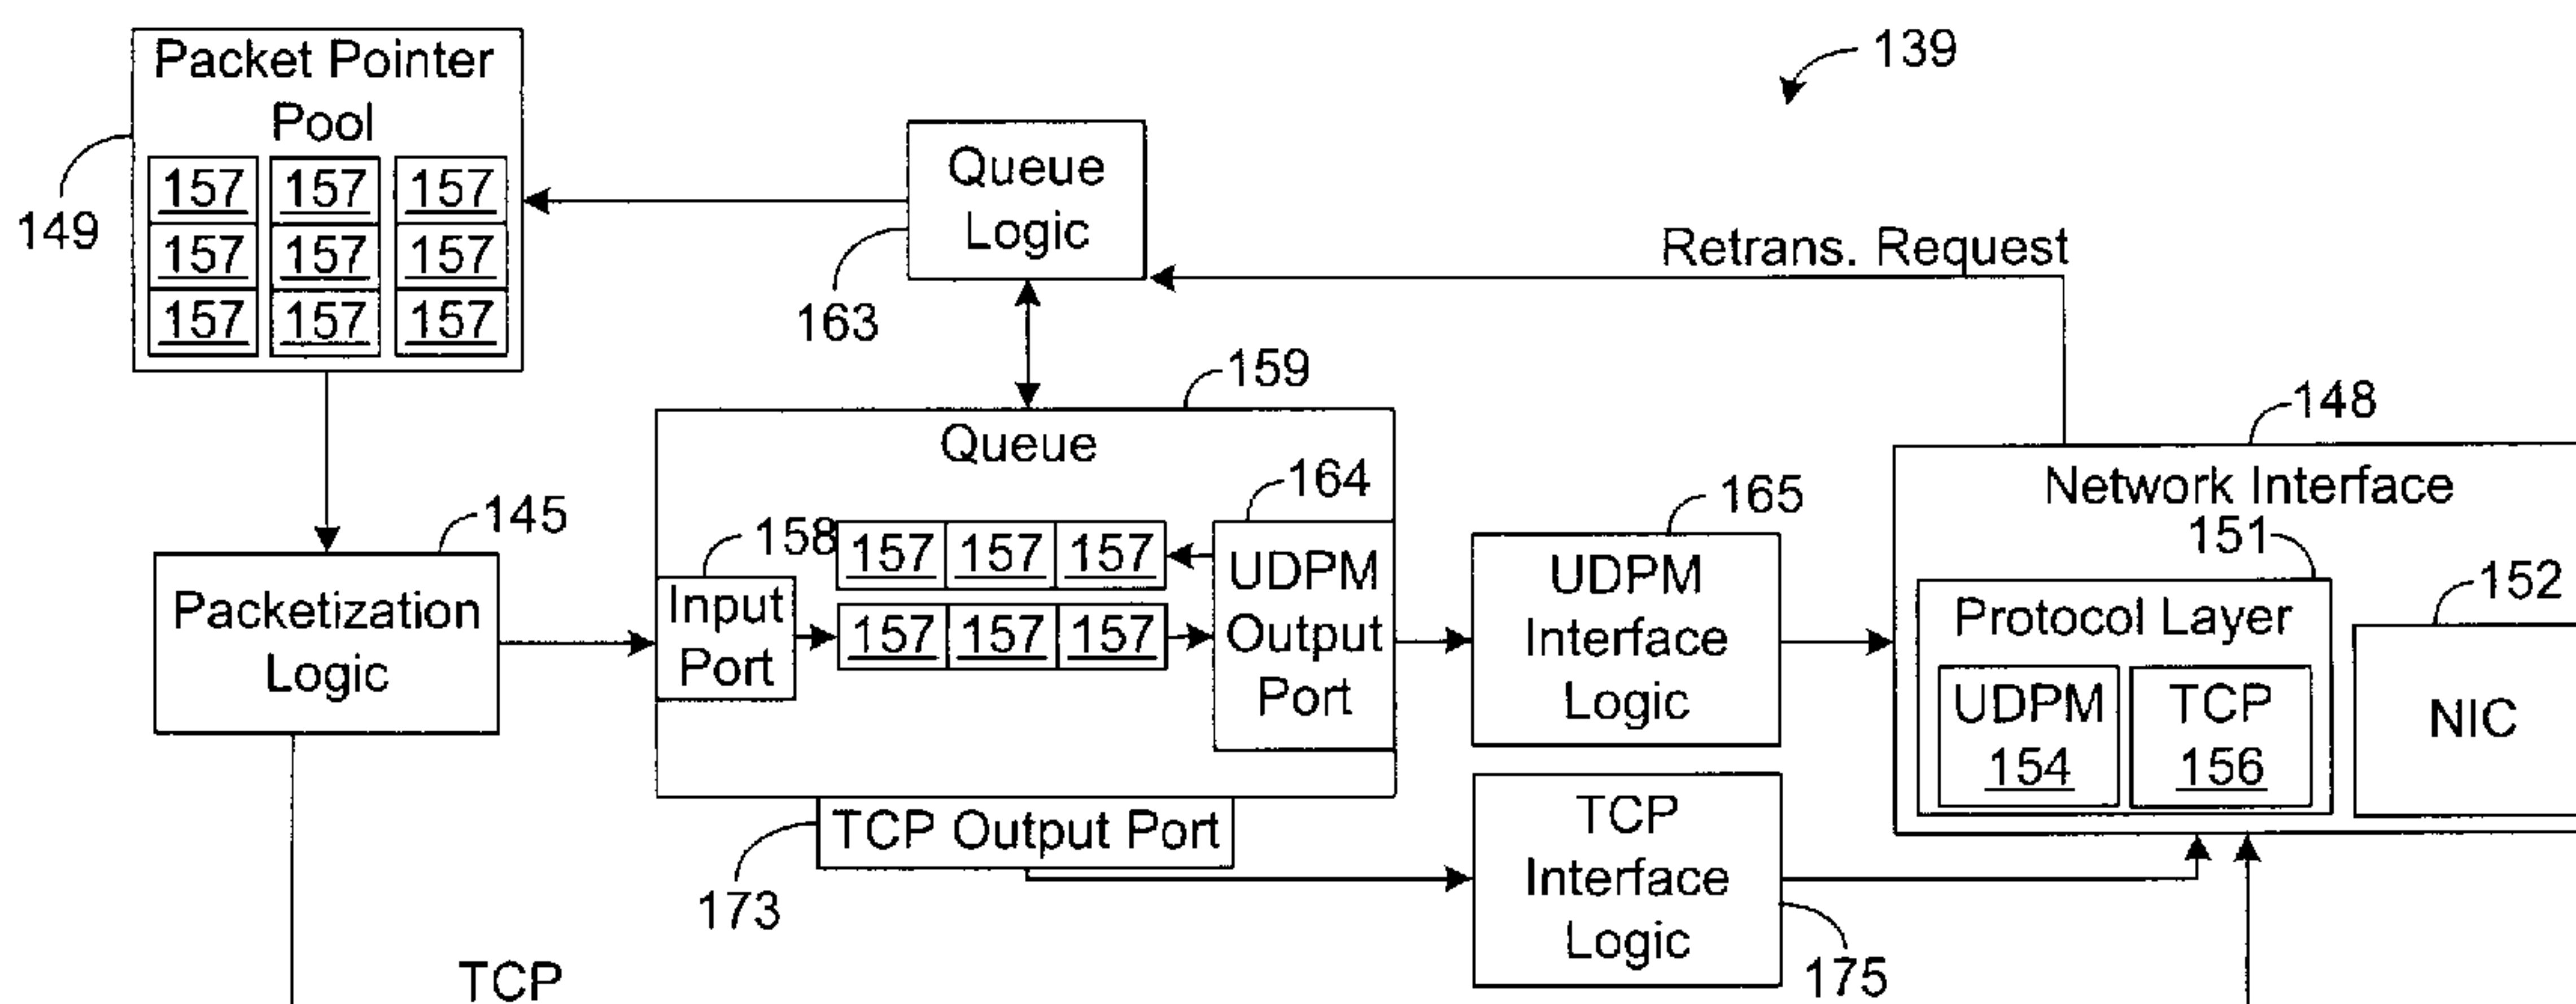 139
Packet Pointer
Pool
157 157 157
157 157 157
157 157 157
149
Queue
Logic
163
Retrans. Request
159
Queue
148
Network Interface
145
Packetization
Logic
158
Input
Port
157 157 157
157 157 157
164
UDPM
Output
Port
165
UDPM
Interface
Logic
151
Protocol Layer
UDPM
154
TCP
156
152
NIC
TCP Output Port
173
TCP
Interface
Logic
175
TCP